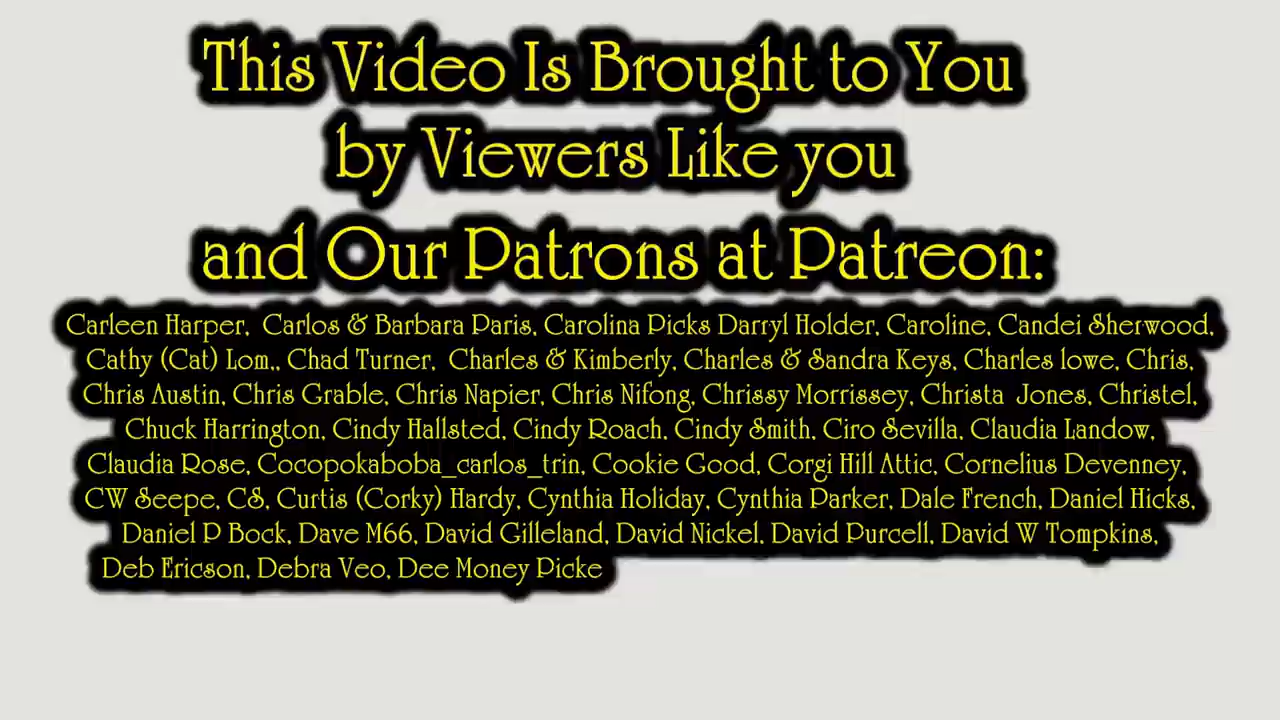 This Video Is Brought to You
by Viewers Like you
and Our Patrons at Patreon:
Carleen Harper,  Carlos & Barbara Paris, Carolina Picks Darryl Holder, Caroline, Candei Sherwood,
Cathy (Cat) Lom,, Chad Turner,  Charles & Kimberly, Charles & Sandra Keys, Charles lowe, Chris,
Chris Austin, Chris Grable, Chris Napier, Chris Nifong, Chrissy Morrissey, Christa  Jones, Christel,
Chuck Harrington, Cindy Hallsted, Cindy Roach, Cindy Smith, Ciro Sevilla, Claudia Landow,
Claudia Rose, Cocopokaboba_carlos_trin, Cookie Good, Corgi Hill Attic, Cornelius Devenney,
CW Seepe, CS, Curtis (Corky) Hardy, Cynthia Holiday, Cynthia Parker, Dale French, Daniel Hicks,
Daniel P Bock, Dave M66, David Gilleland, David Nickel, David Purcell, David W Tompkins,
Deb Ericson, Debra Veo, Dee Money Picke